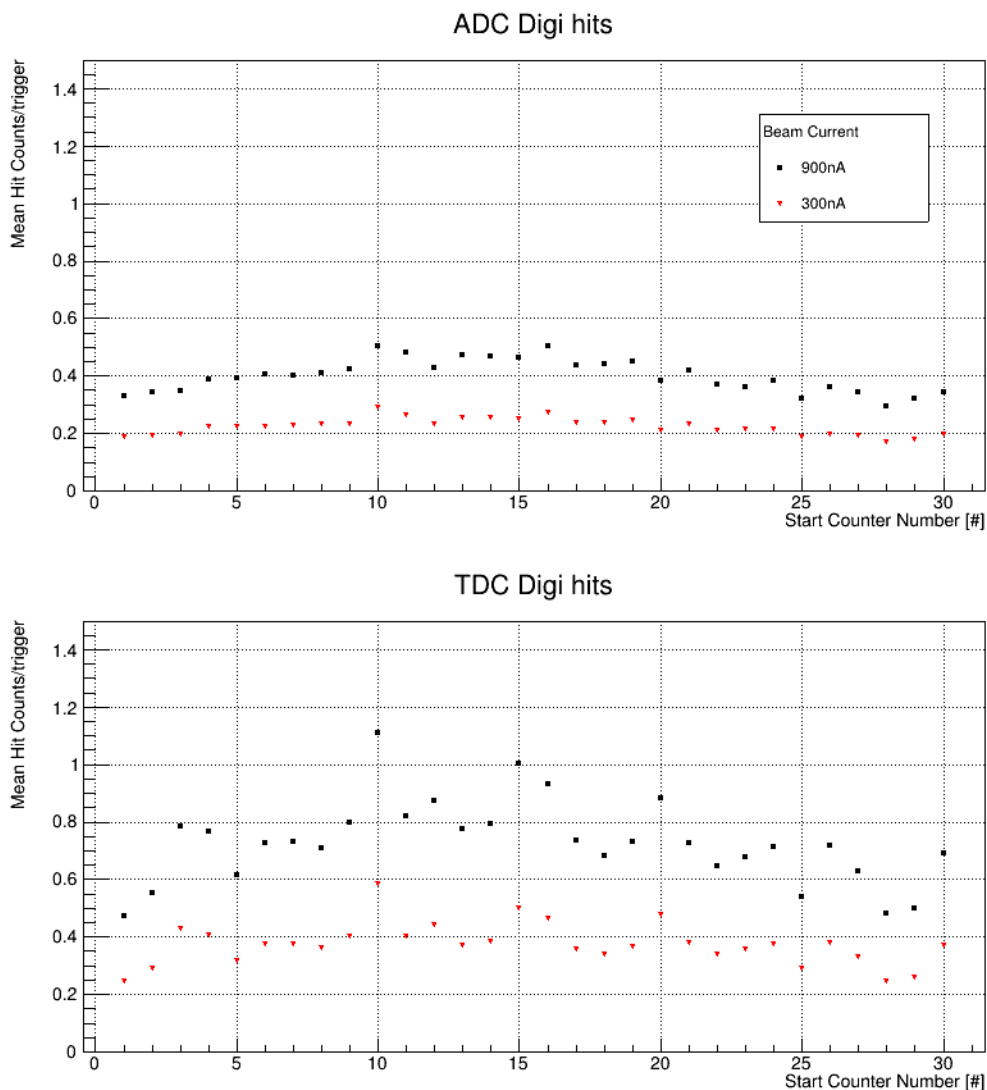 ADC Digi hits
Mean Hit Counts/trigger
1.4
1.2
1
0.8
0.6
0.4
0.2
0
Beam Current
900nA
300nA
0 5 10 15 20 25 30
Start Counter Number [#]
TDC Digi hits
Mean Hit Counts/trigger
1.4
1.2
1
0.8
0.6
0.4
0.2
0
0 5 10 15 20 25 30
Start Counter Number [#]